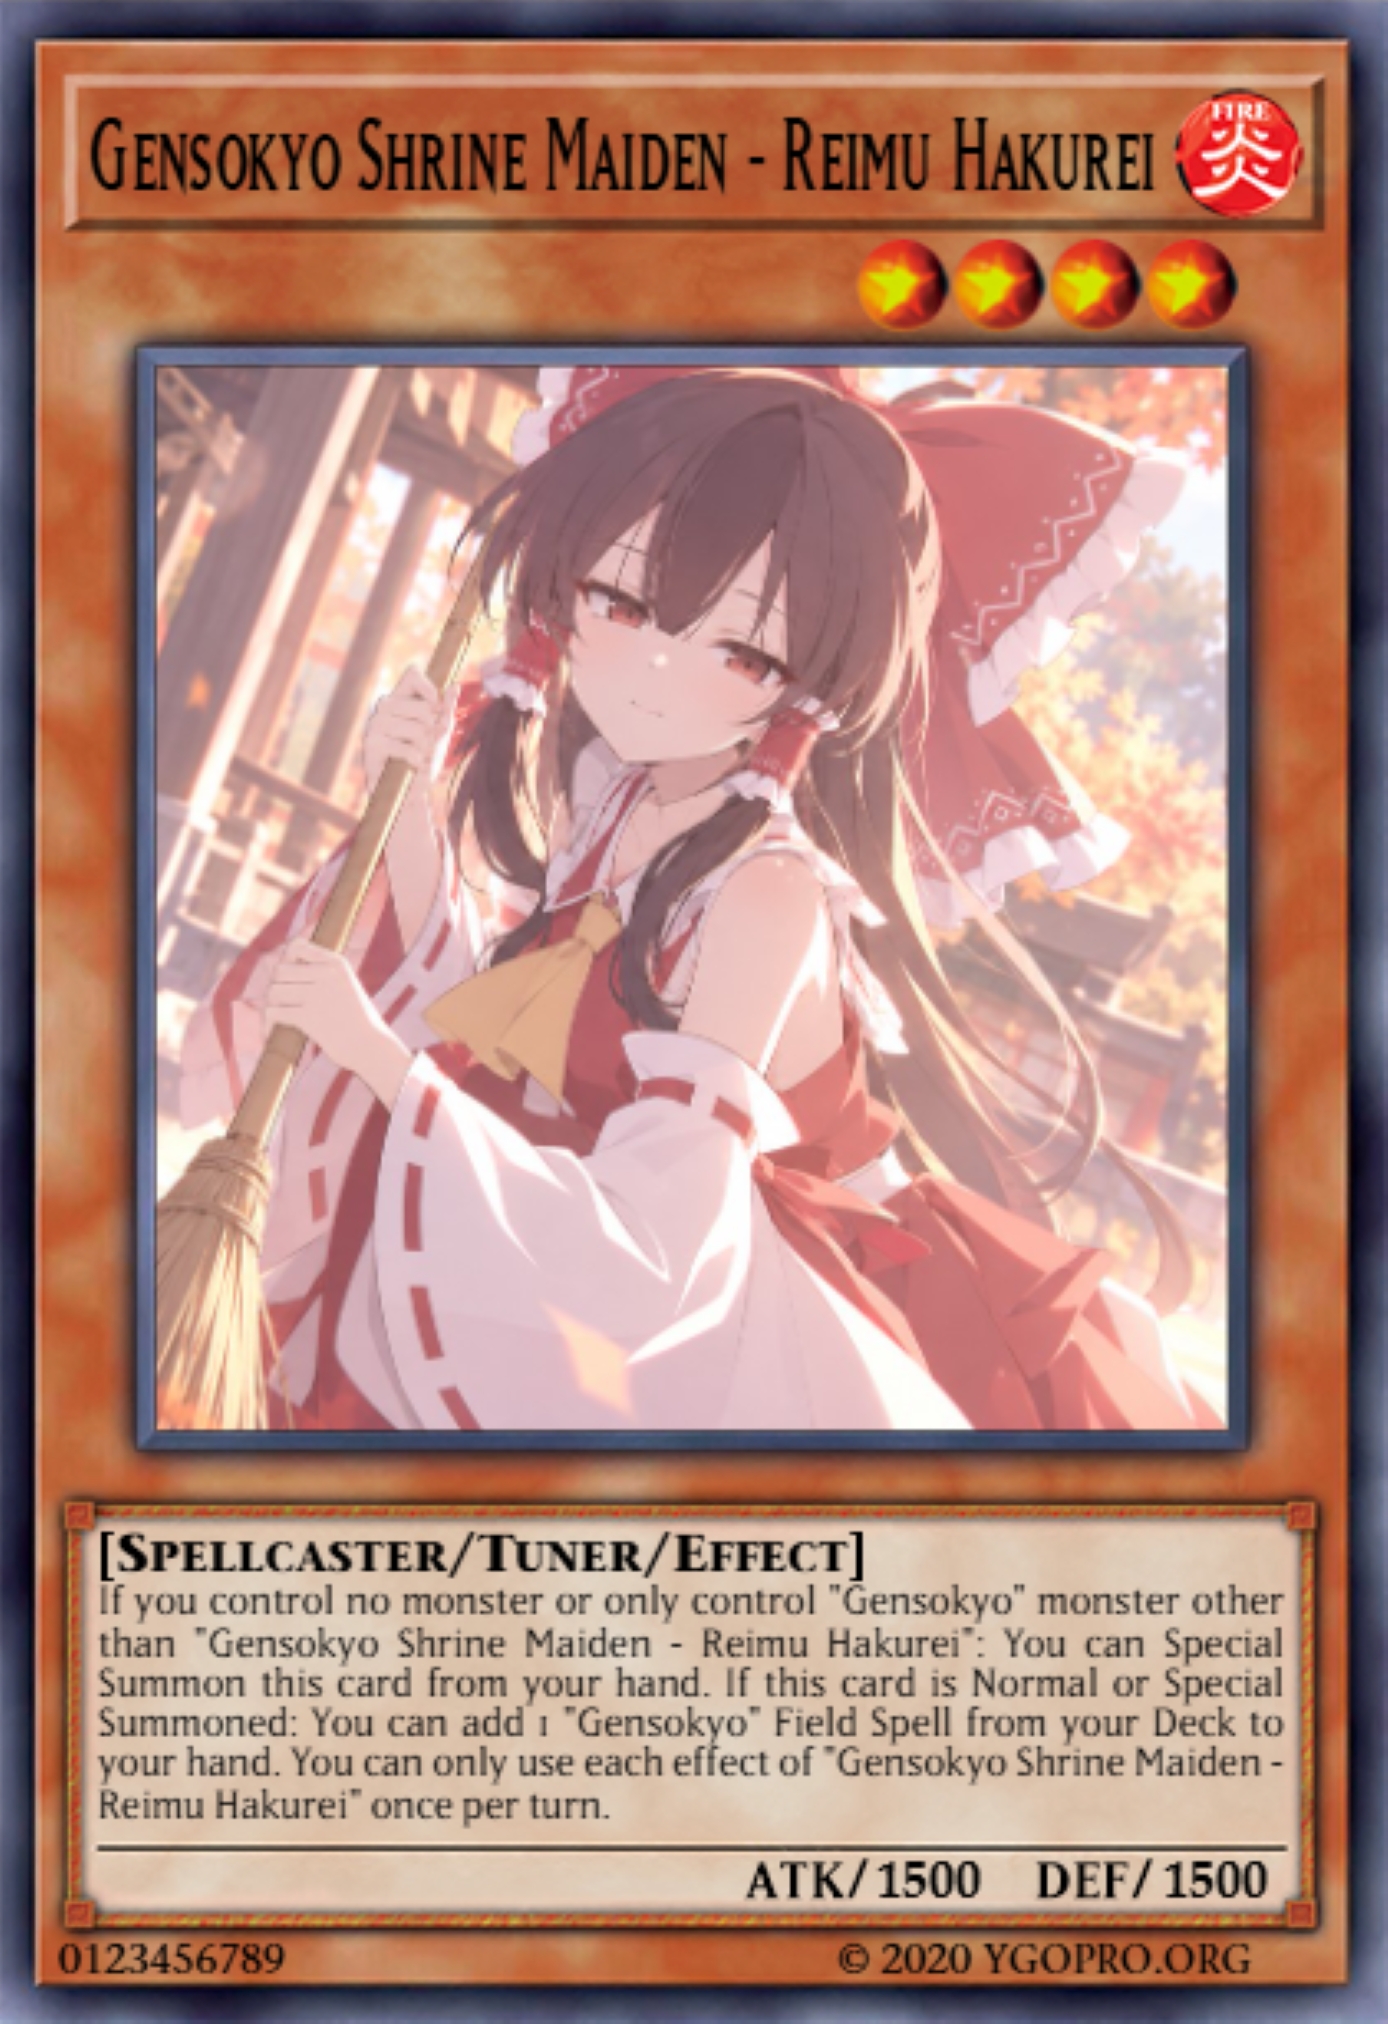 GENSOKYO SHRINE MAIDEN - REIMU HAKUREI
FIRE
炎
[SPELLCASTER/TUNER/EFFECT]
If you control no monster or only control "Gensokyo" monster other
than "Gensokyo Shrine Maiden - Reimu Hakurei": You can Special
Summon this card from your hand. If this card is Normal or Special
Summoned: You can add 1 "Gensokyo" Field Spell from your Deck to
your hand. You can only use each effect of "Gensokyo Shrine Maiden -
Reimu Hakurei" once per turn.
ATK/1500 DEF/1500
0123456789 © 2020 YGOPRO.ORG